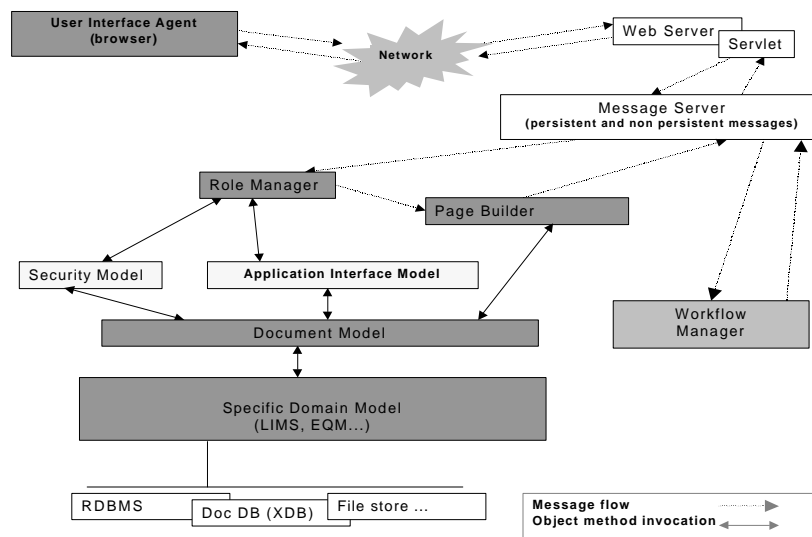 User Interface Agent
(browser)
Network
Web Server
Servlet
Message Server
(persistent and non persistent messages)
Role Manager
Page Builder
Security Model
Application Interface Model
Workflow
Manager
Document Model
Specific Domain Model
(LIMS, EQM...)
RDBMS
Doc DB (XDB)
File store ...
Message flow
Object method invocation